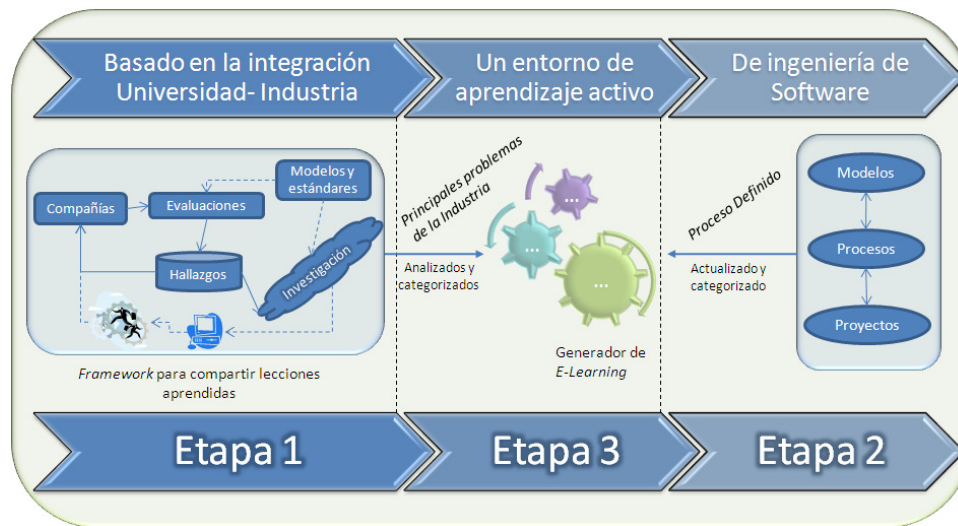 Basado en la integración
Universidad- Industria
Un entorno de
aprendizaje activo
De ingeniería de
Software
Compañías
Evaluaciones
Modelos y
estándares
Hallazgos
Investigación
Framework para compartir lecciones
aprendidas
Principales problemas
de la Industria
Analizados y
categorizados
...
...
...
Generador de
E-Learning
Proceso Definido
Actualizado y
categorizado
Modelos
Procesos
Proyectos
Etapa 1
Etapa 3
Etapa 2